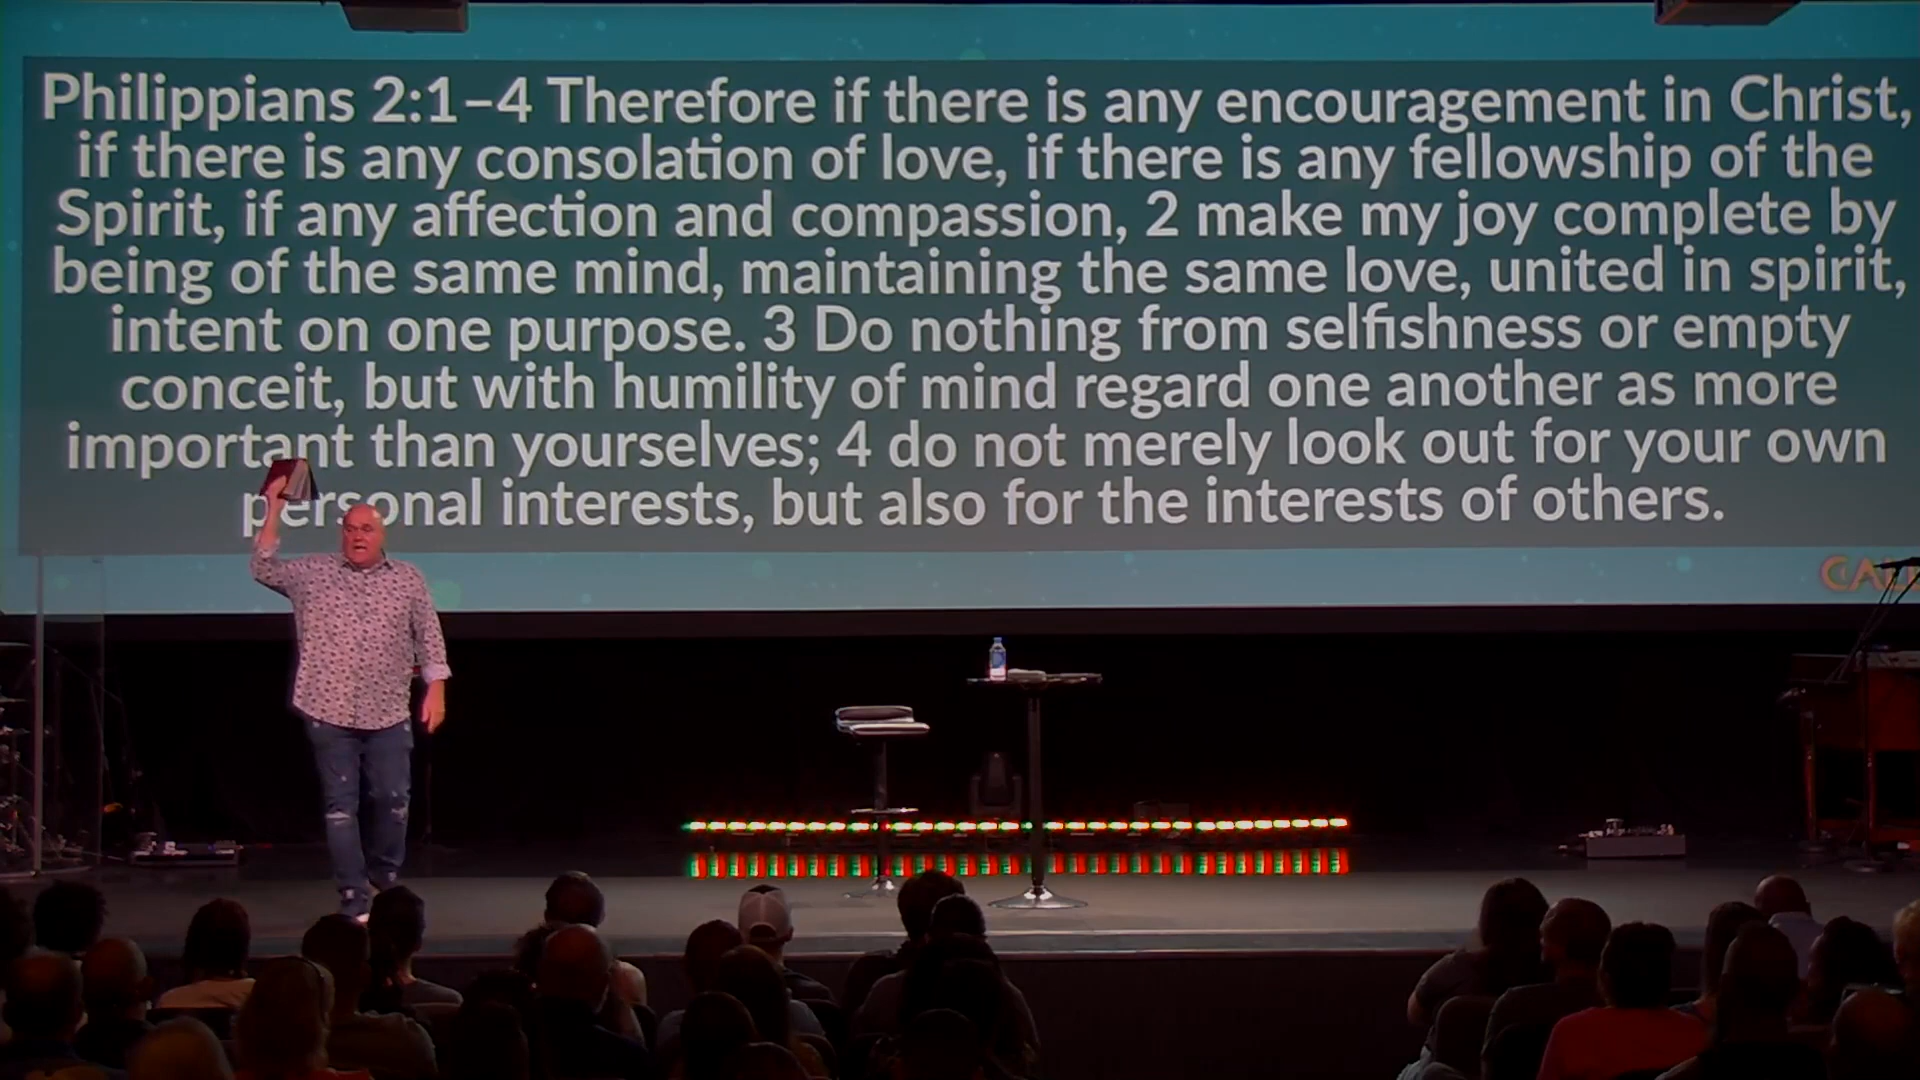 Philippians 2:1–4 Therefore if there is any encouragement in Christ,
if there is any consolation of love, if there is any fellowship of the
Spirit, if any affection and compassion, 2 make my joy complete by
being of the same mind, maintaining the same love, united in spirit,
intent on one purpose. 3 Do nothing from selfishness or empty
conceit, but with humility of mind regard one another as more
important than yourselves; 4 do not merely look out for your own
personal interests, but also for the interests of others.